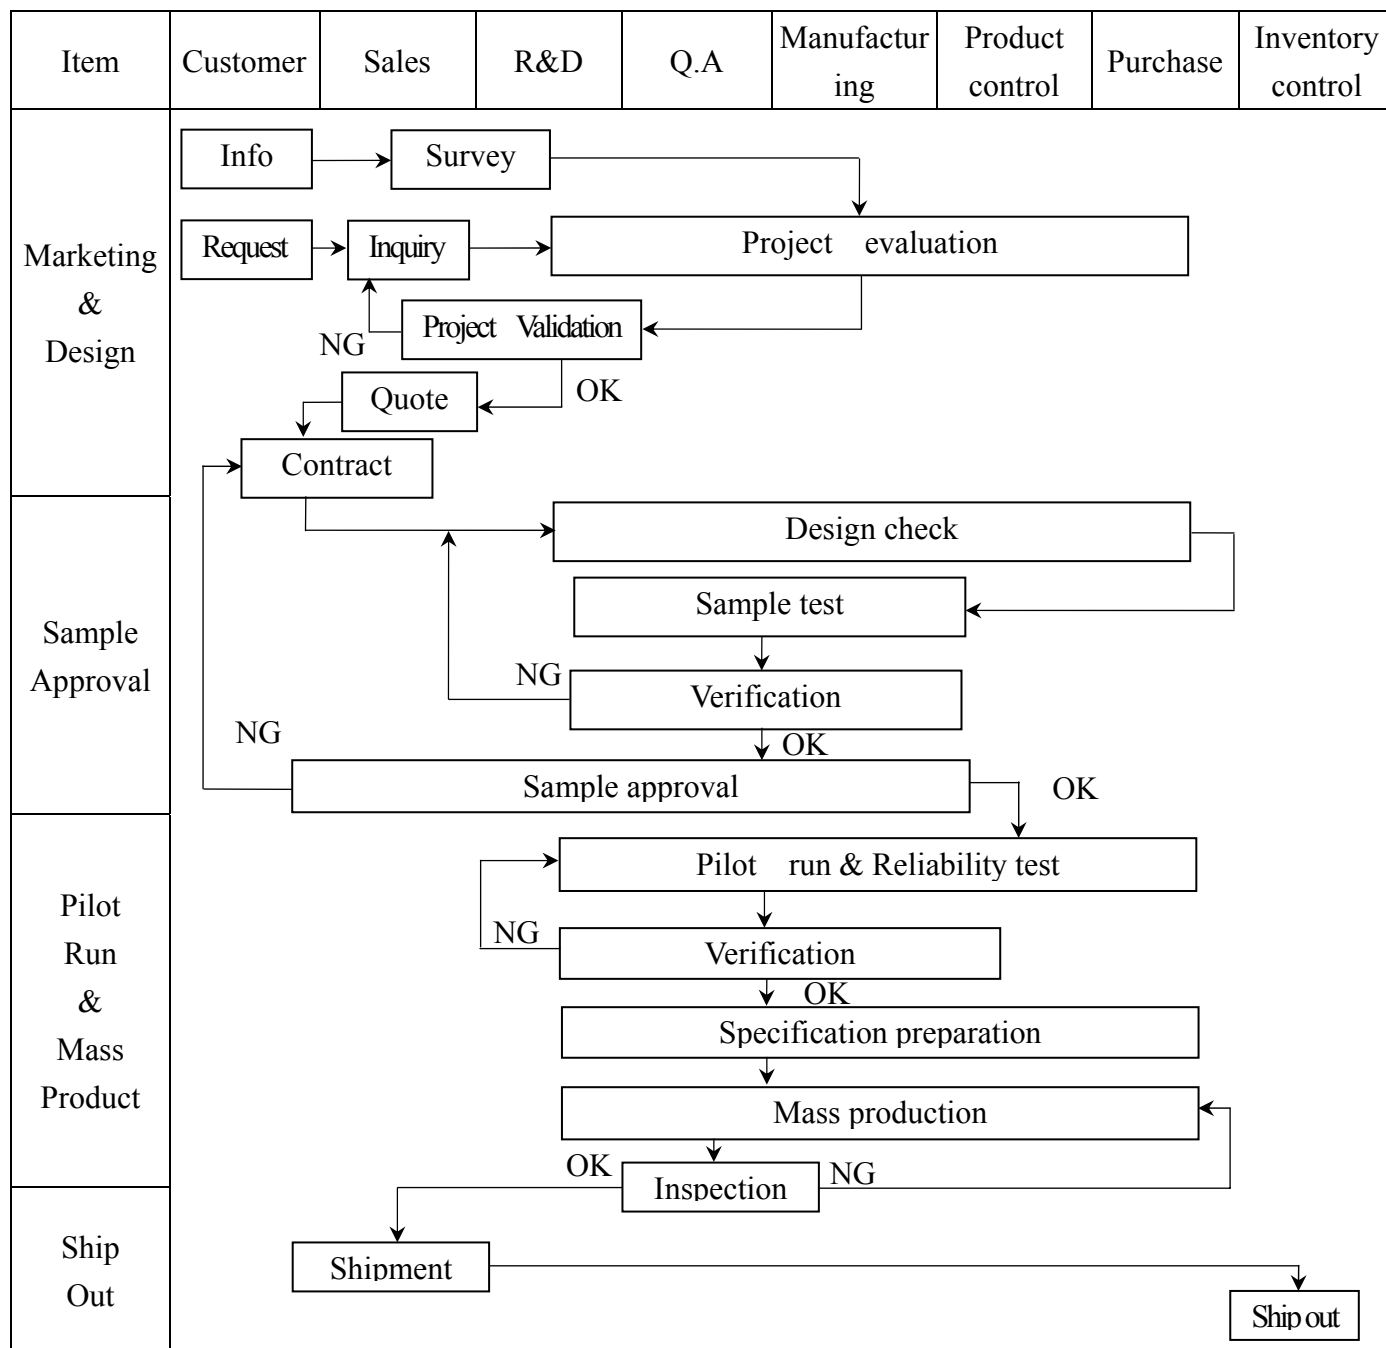 Item
Customer
Sales
R&D
Q.A
Manufactur
ing
Product
control
Purchase
Inventory
control
Marketing
&
Design
Info
Survey
Request
Inquiry
Project evaluation
Project Validation
NG
OK
Quote
Contract
Sample
Approval
Design check
Sample test
NG
Verification
NG
OK
Sample approval
OK
Pilot
Run
&
Mass
Product
Pilot run & Reliability test
NG
Verification
OK
Specification preparation
Mass production
OK
Inspection
NG
Ship
Out
Shipment
Ship out